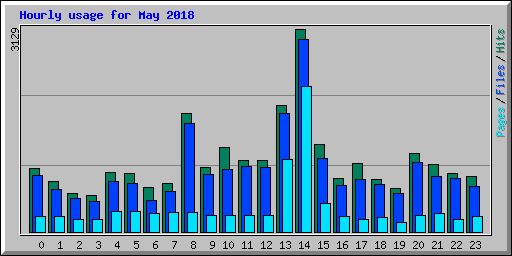 Hourly usage for May 2018
3129
Pages / Files / Hits
0 1 2 3 4 5 6 7 8 9 10 11 12 13 14 15 16 17 18 19 20 21 22 23